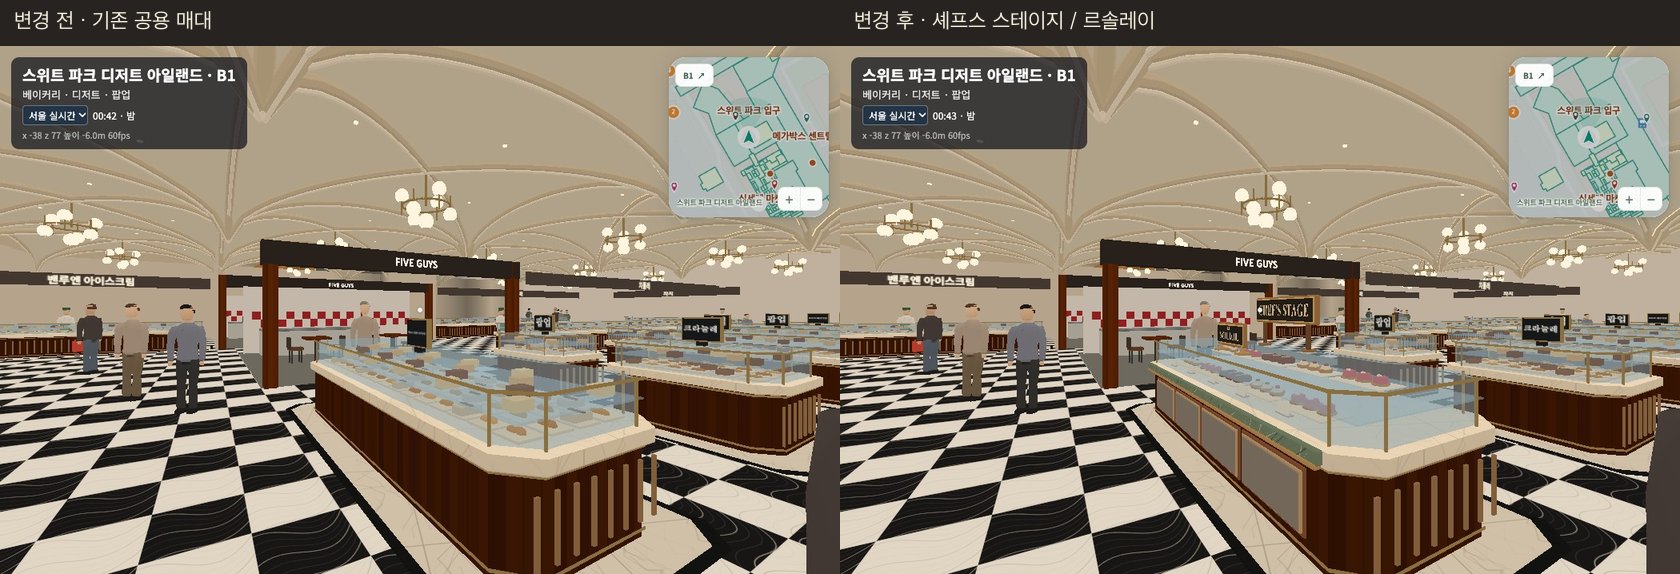 변경 전 · 기존 공용 매대
스위트 파크 디저트 아일랜드 · B1
베이커리 · 디저트 · 팝업
서울 실시간 00:42 · 밤
x -38 z 77 높이 -6.0m 60fps
B1 ↗
스위트 파크 입구
메가박스 센트럴
스위트 파크 디저트 아일랜드
+ −
FIVE GUYS
FIVE GUYS
벤루엔 아이스크림
팝업
크라놀레
팝업
변경 후 · 셰프스 스테이지 / 르솔레이
스위트 파크 디저트 아일랜드 · B1
베이커리 · 디저트 · 팝업
서울 실시간 00:43 · 밤
x -38 z 77 높이 -6.0m 60fps
B1 ↗
스위트 파크 입구
스위트 파크 디저트 아일랜드
+ −
FIVE GUYS
FIVE GUYS
벤루엔 아이스크림
CHEF'S STAGE
팝업
크라놀레
팝업